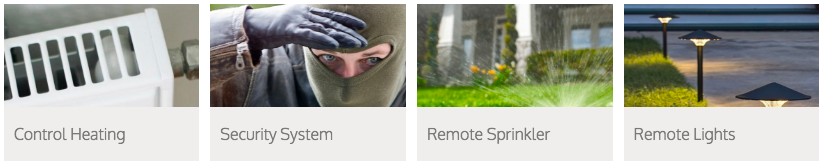 Control Heating
Security System
Remote Sprinkler
Remote Lights